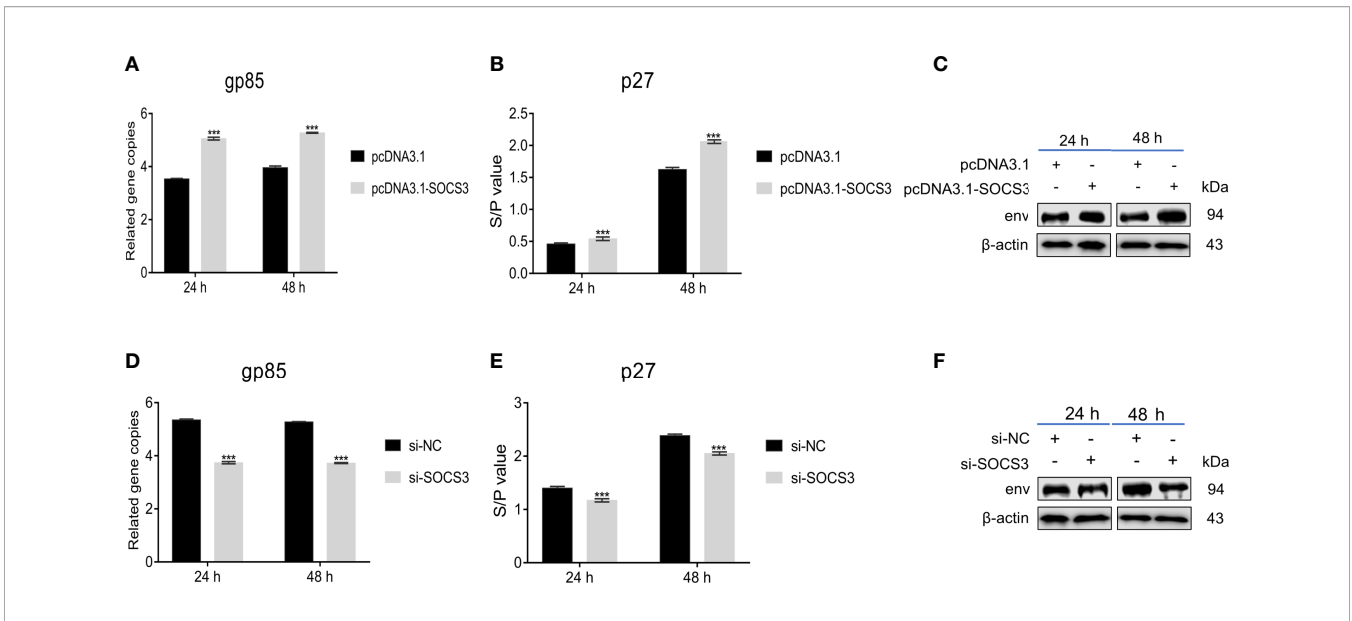 A
gp85
Related gene copies
6
4
2
0
***
***
24 h
48 h
pcDNA3.1
pcDNA3.1-SOCS3
B
p27
S/P value
2.5
2.0
1.5
1.0
0.5
0.0
***
***
24 h
48 h
pcDNA3.1
pcDNA3.1-SOCS3
C
24 h 48 h
pcDNA3.1 + - + -
pcDNA3.1-SOCS3 - + - + kDa
env 94
β-actin 43
D
gp85
Related gene copies
6
4
2
0
***
***
24 h
48 h
si-NC
si-SOCS3
E
p27
S/P value
3
2
1
0
***
***
24 h
48 h
si-NC
si-SOCS3
F
24 h 48 h
si-NC + - + -
si-SOCS3 - + - + kDa
env 94
β-actin 43